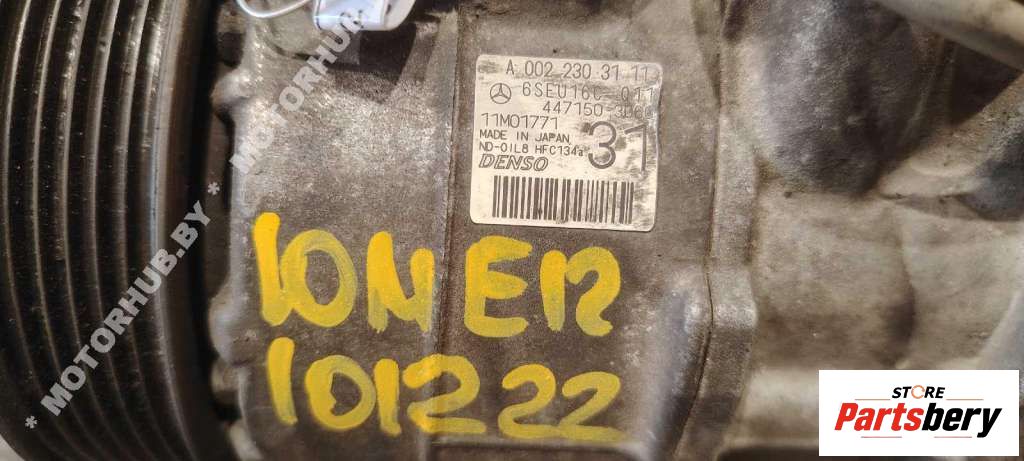 A 002 230 31 11
6SEU16C 011
447150-3060
11M01771
31
MADE IN JAPAN
ND-OIL8 HFC134a
DENSO
10MER
101222
* MOTORHUB.BY * MOTORHUB.
STORE
Partsbery